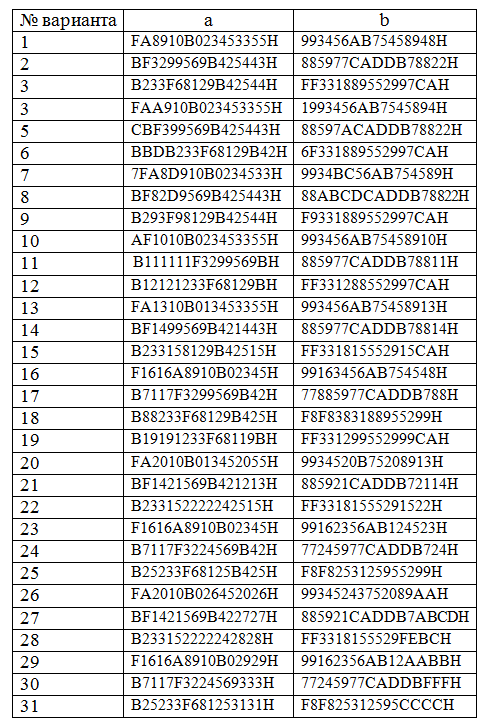 № варианта a b
1 FA8910B023453355H 993456AB75458948H
2 BF3299569B425443H 885977CADDB78822H
3 B233F68129B42544H FF331889552997CAH
3 FAA910B023453355H 1993456AB7545894H
5 CBF399569B425443H 88597ACADDB78822H
6 BBDB233F68129B42H 6F331889552997CAH
7 7FA8D910B0234533H 9934BC56AB754589H
8 BF82D9569B425443H 88ABCDCADDB78822H
9 B293F98129B42544H F9331889552997CAH
10 AF1010B023453355H 993456AB75458910H
11 B111111F3299569BH 885977CADDB78811H
12 B12121233F68129BH FF331288552997CAH
13 FA1310B013453355H 993456AB75458913H
14 BF1499569B421443H 885977CADDB78814H
15 B233158129B42515H FF331815552915CAH
16 F1616A8910B02345H 99163456AB754548H
17 B7117F3299569B42H 77885977CADDB788H
18 B88233F68129B425H F8F8383188955299H
19 B19191233F68119BH FF331299552999CAH
20 FA2010B013452055H 9934520B75208913H
21 BF1421569B421213H 885921CADDB72114H
22 B233152222242515H FF33181555291522H
23 F1616A8910B02345H 99162356AB124523H
24 B7117F3224569B42H 77245977CADDB724H
25 B25233F68125B425H F8F8253125955299H
26 FA2010B026452026H 99345243752089AAH
27 BF1421569B422727H 885921CADDB7ABCDH
28 B233152222242828H FF3318155529FEBCH
29 F1616A8910B02929H 99162356AB12AABBH
30 B7117F3224569333H 77245977CADDBFFFH
31 B25233F681253131H F8F825312595CCCCH